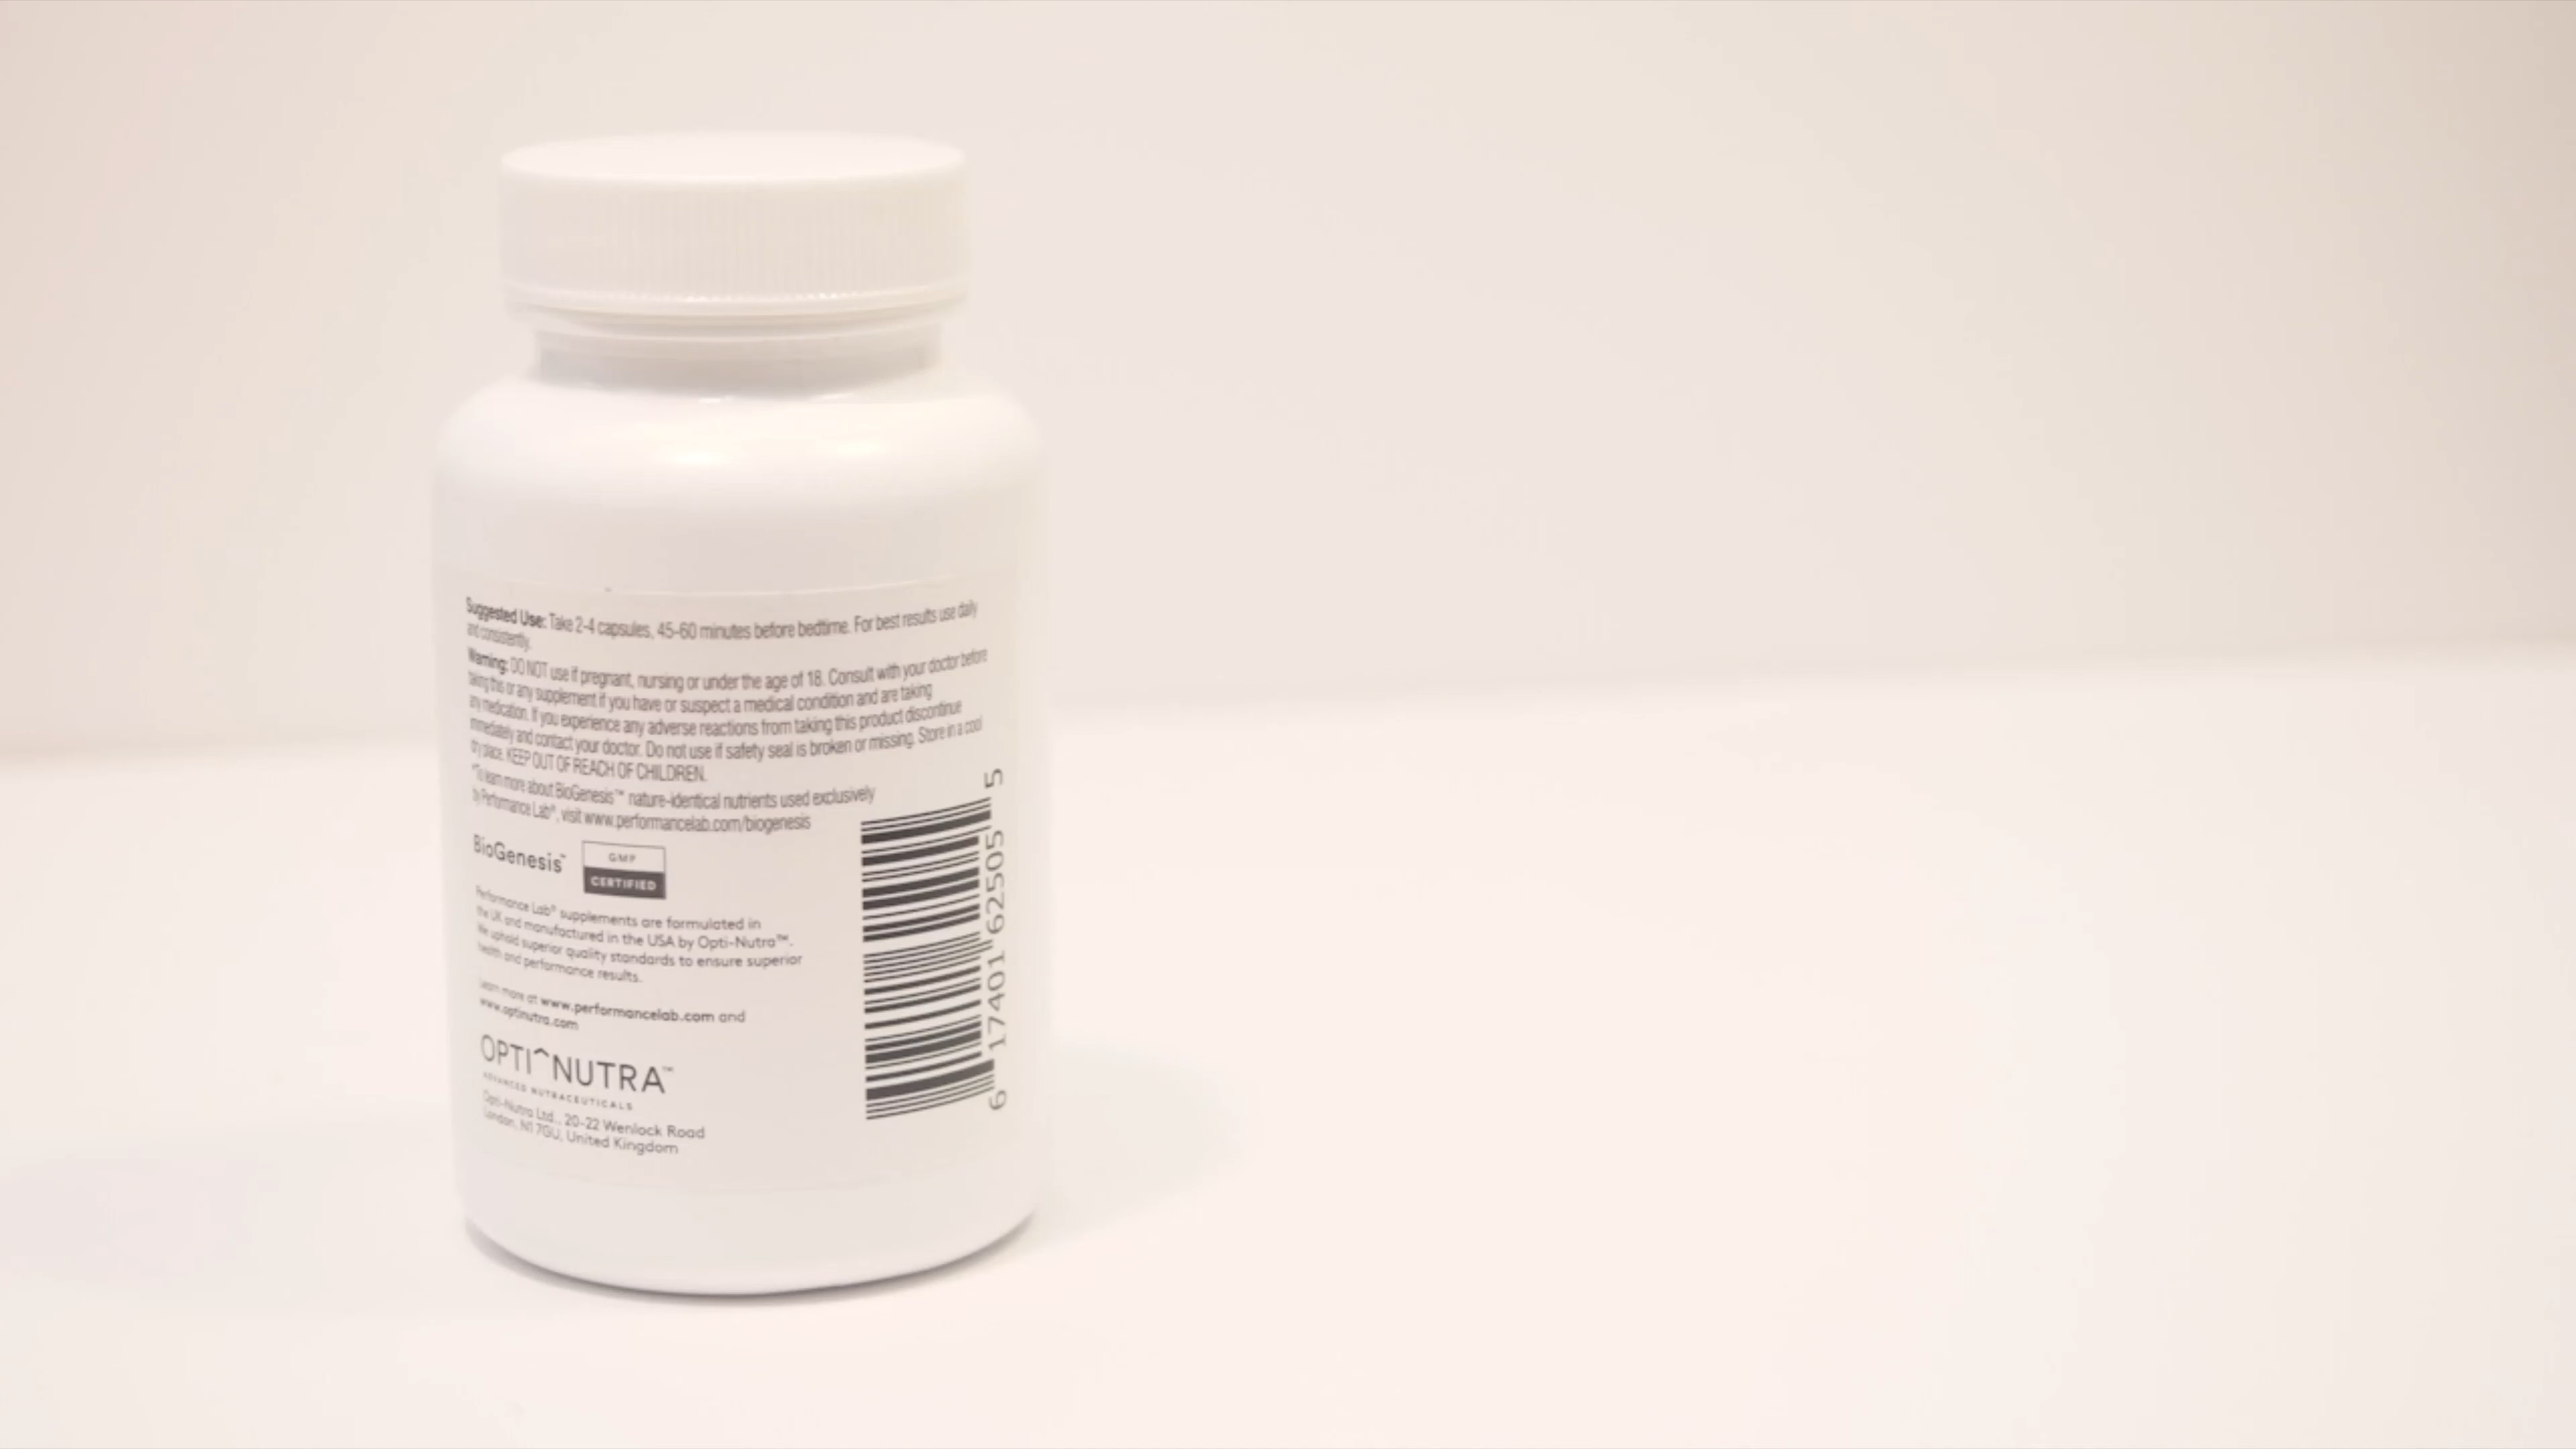 Suggested Use: Take 2-4 capsules, 45-60 minutes before bedtime. For best results use daily
and consistently.
Warning: DO NOT use if pregnant, nursing or under the age of 18. Consult with your doctor before
taking this or any supplement if you have or suspect a medical condition and are taking
any medication. If you experience any adverse reactions from taking this product discontinue
immediately and contact your doctor. Do not use if safety seal is broken or missing. Store in a cool
dry place. KEEP OUT OF REACH OF CHILDREN.
*To learn more about BioGenesis™ nature-identical nutrients used exclusively
by Performance Lab®, visit www.performancelab.com/biogenesis
BioGenesis™
GMP
CERTIFIED
Performance Lab® supplements are formulated in
the UK and manufactured in the USA by Opti-Nutra™.
We uphold superior quality standards to ensure superior
health and performance results.
Learn more at www.performancelab.com and
www.optinutra.com
OPTI^NUTRA™
ADVANCED NUTRACEUTICALS
Opti-Nutra Ltd., 20-22 Wenlock Road
London, N1 7GU, United Kingdom
6 17401 62505 5